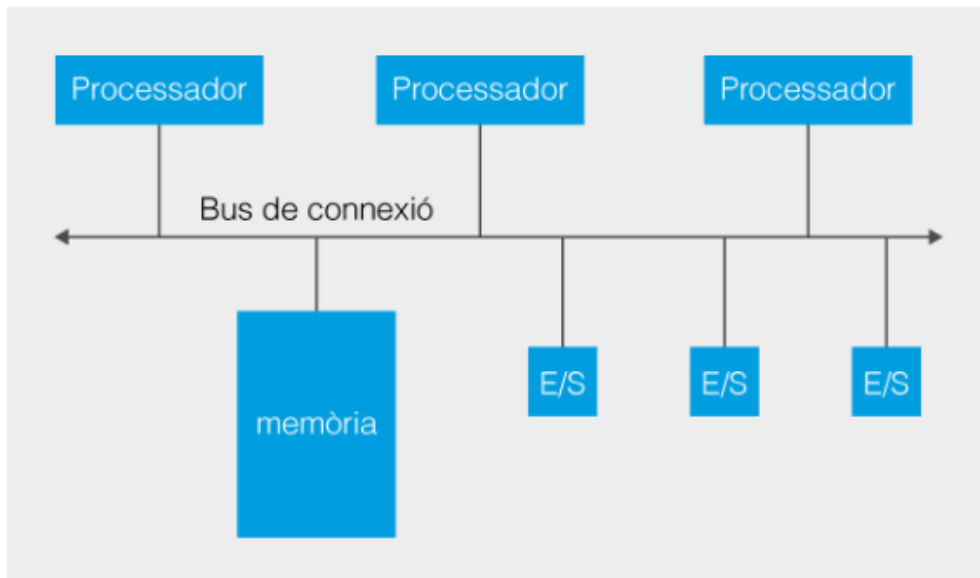 Processador
Processador
Processador
Bus de connexió
memòria
E/S
E/S
E/S